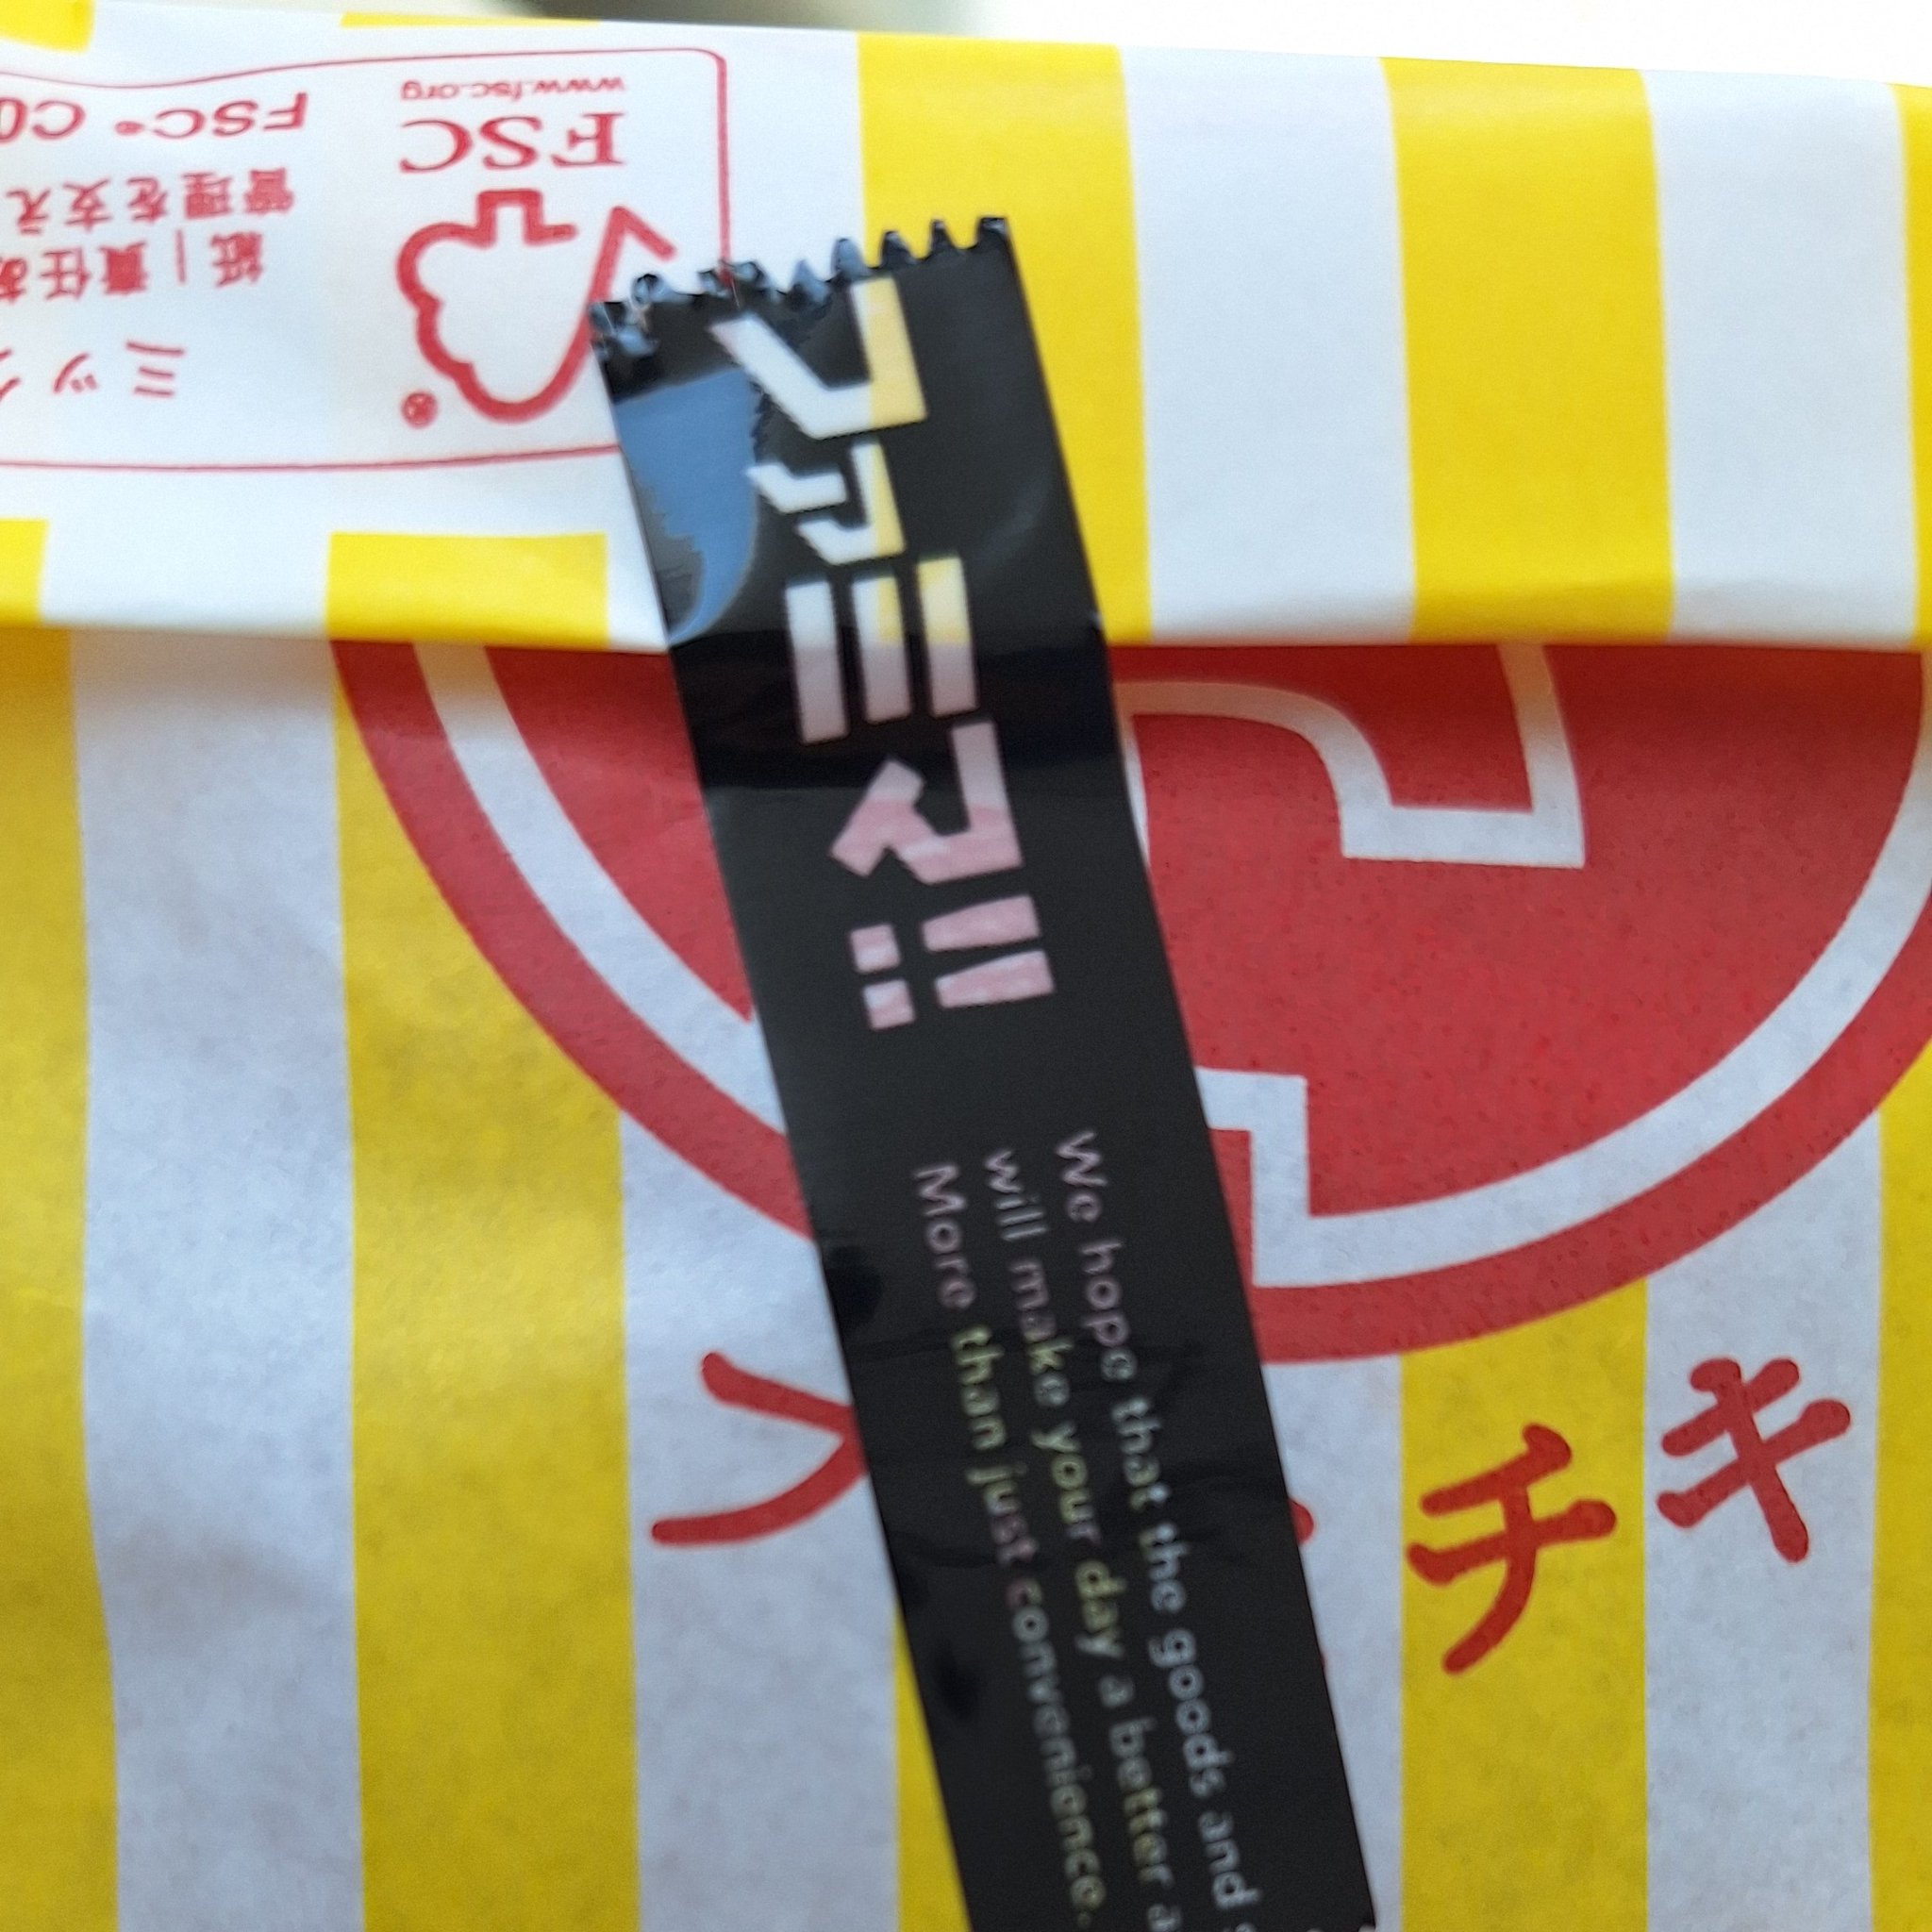 www.fsc.org
FSC
FSC® C0
管理を支え
紙｜責任あ
ミックス
®
ファミマ!!
We hope that the goods and
will make your day a better
More than just convenience.
チキ